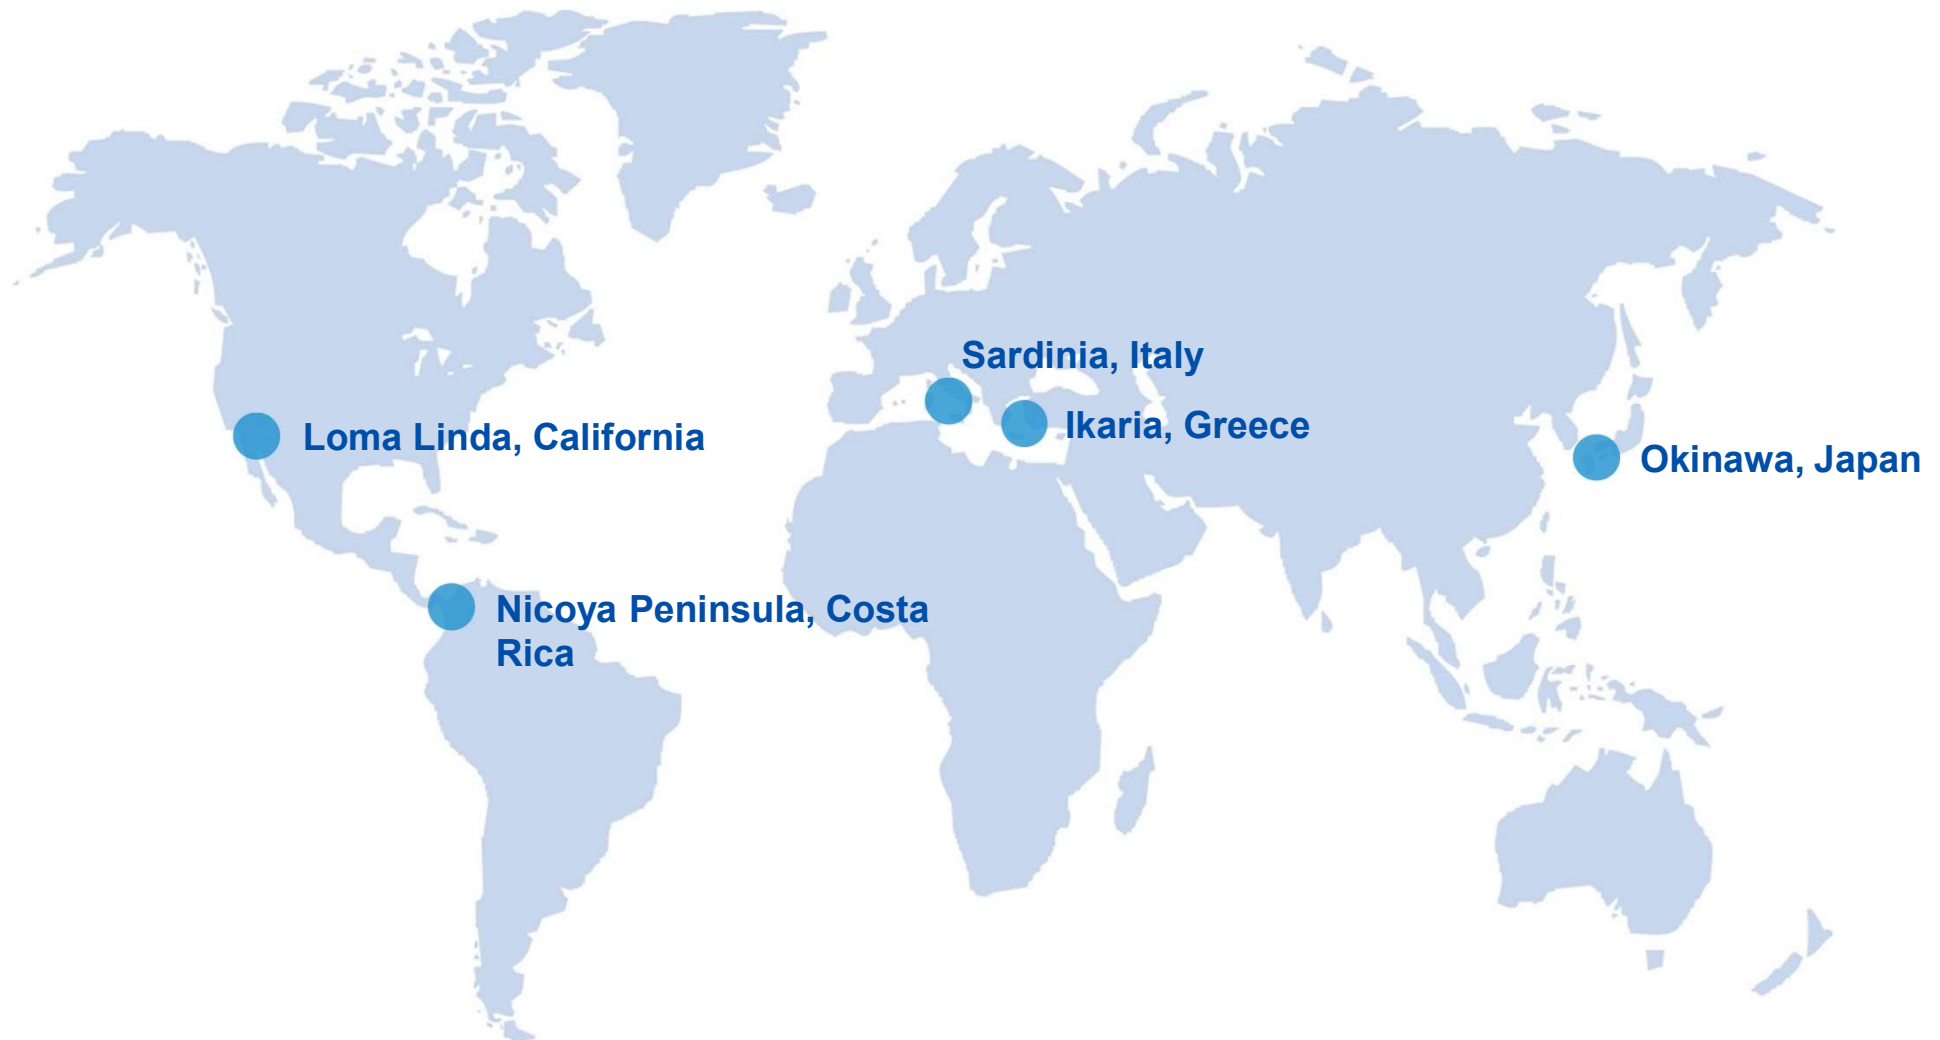 Sardinia, Italy
Ikaria, Greece
Loma Linda, California
Okinawa, Japan
Nicoya Peninsula, Costa
Rica